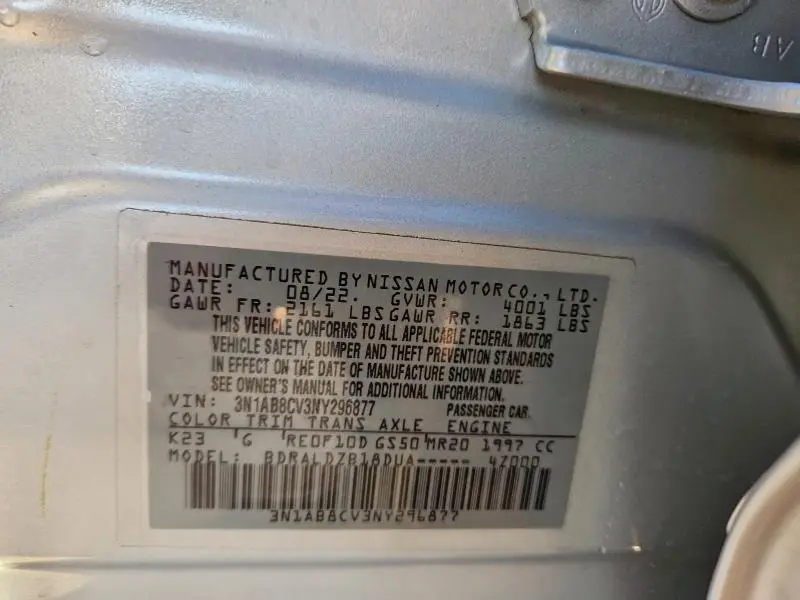 AB
MANUFACTURED BY NISSAN MOTOR CO., LTD.
DATE: 08/22. GVWR: 4001 LBS
GAWR FR: 2161 LBS GAWR RR: 1863 LBS
THIS VEHICLE CONFORMS TO ALL APPLICABLE FEDERAL MOTOR
VEHICLE SAFETY, BUMPER AND THEFT PREVENTION STANDARDS
IN EFFECT ON THE DATE OF MANUFACTURE SHOWN ABOVE.
SEE OWNER'S MANUAL FOR ADDITIONAL INFORMATION.
VIN: 3N1AB8CV3NY296877 PASSENGER CAR
COLOR TRIM TRANS AXLE ENGINE
K23 G RE0F10D GS50 MR20 1997 CC
MODEL: BDRALDZB18DUA----- 4Z000
3N1AB8CV3NY296877